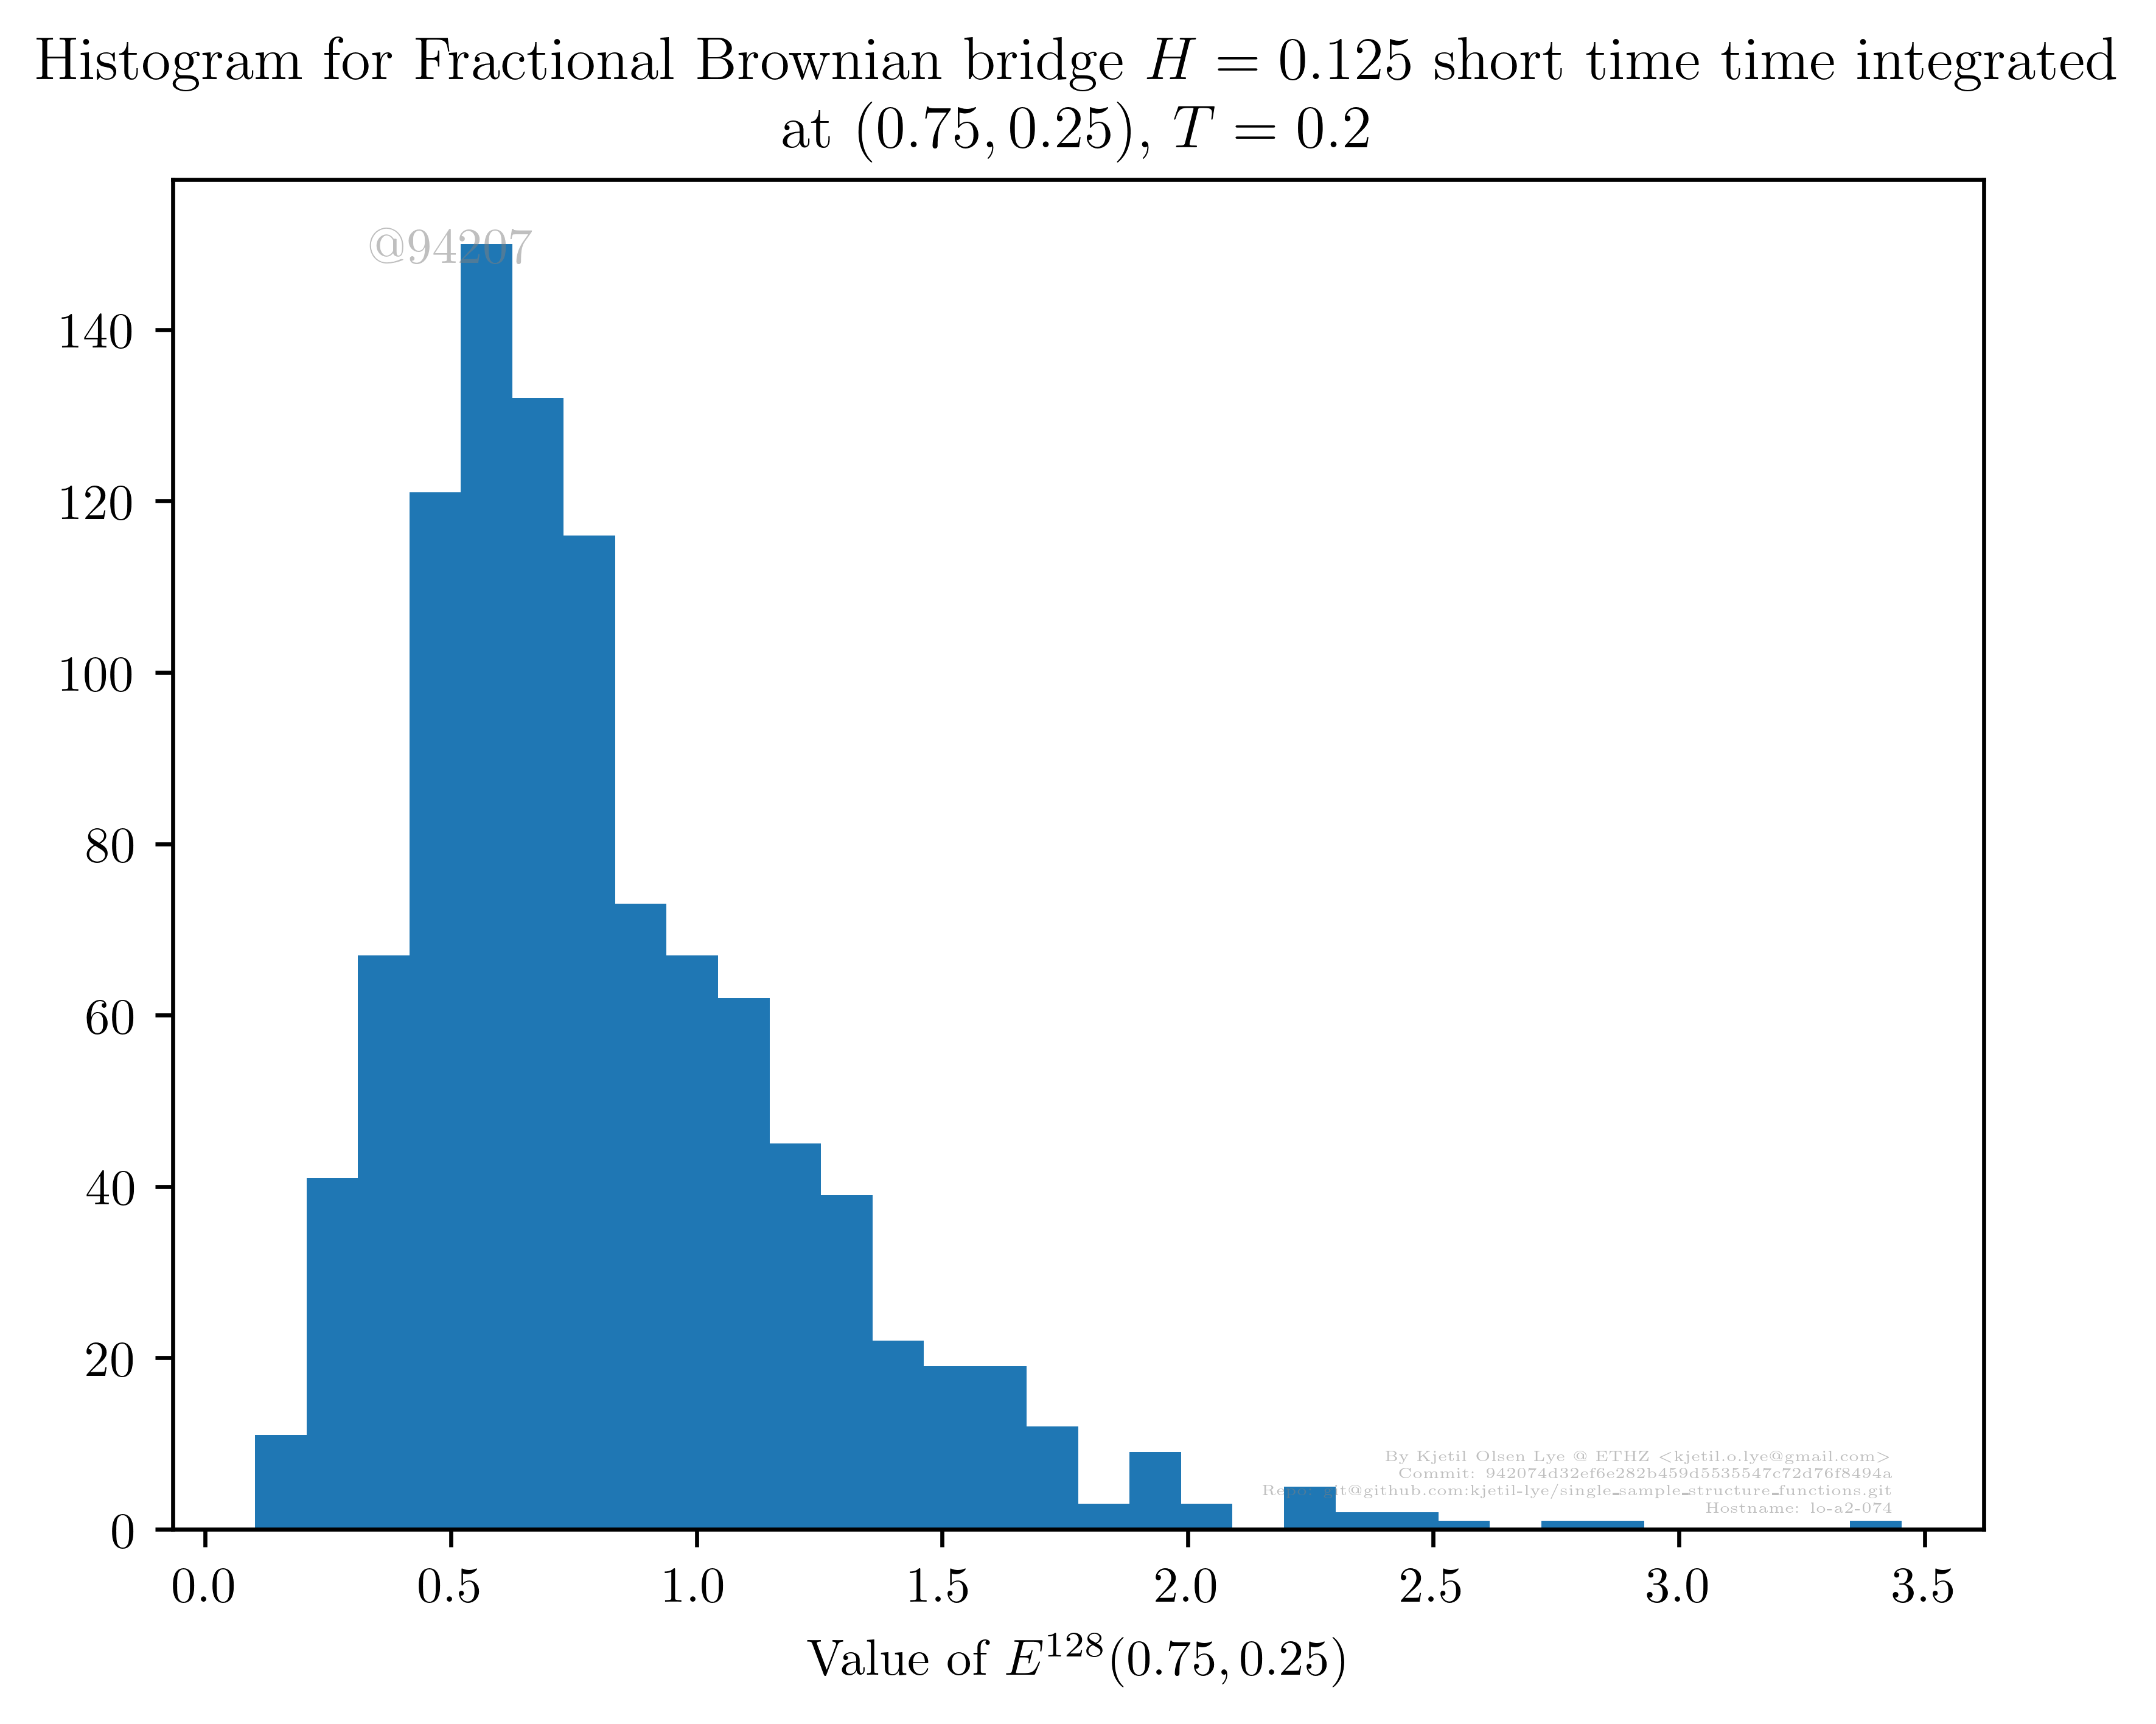 Histogram for Fractional Brownian bridge H = 0.125 short time time integrated
at (0.75, 0.25), T = 0.2
@94207
140
120
100
80
60
40
20
0
By Kjetil Olsen Lye @ ETHZ <kjetil.o.lye@gmail.com>
Commit: 942074d32ef6e282b459d5535547c72d76f8494a
Repo: git@github.com:kjetil-lye/single_sample_structure_functions.git
Hostname: lo-a2-074
0.0 0.5 1.0 1.5 2.0 2.5 3.0 3.5
Value of E^128(0.75, 0.25)